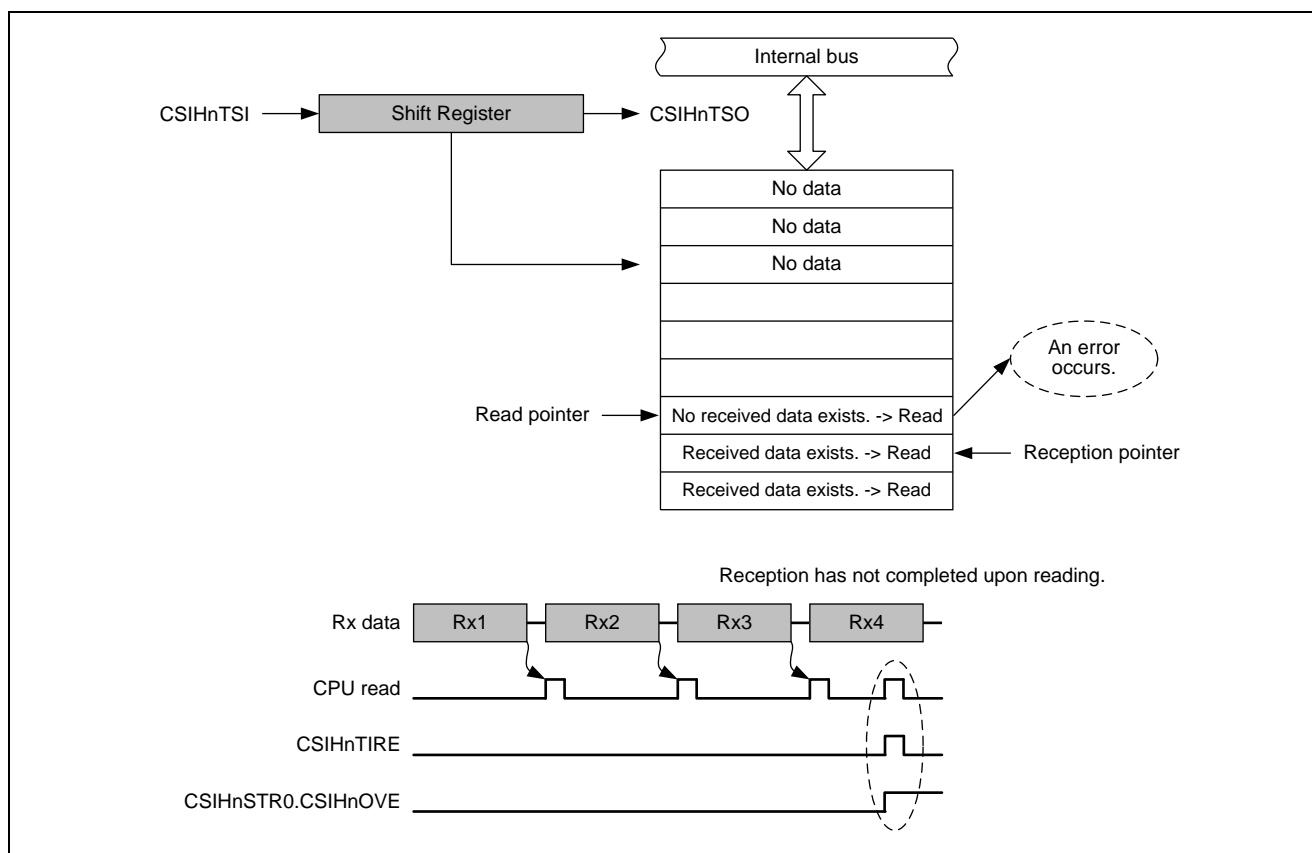 Internal bus
CSIHnTSI
Shift Register
CSIHnTSO
No data
No data
No data
An error
occurs.
Read pointer
No received data exists. -> Read
Received data exists. -> Read
Reception pointer
Received data exists. -> Read
Reception has not completed upon reading.
Rx data
Rx1
Rx2
Rx3
Rx4
CPU read
CSIHnTIRE
CSIHnSTR0.CSIHnOVE